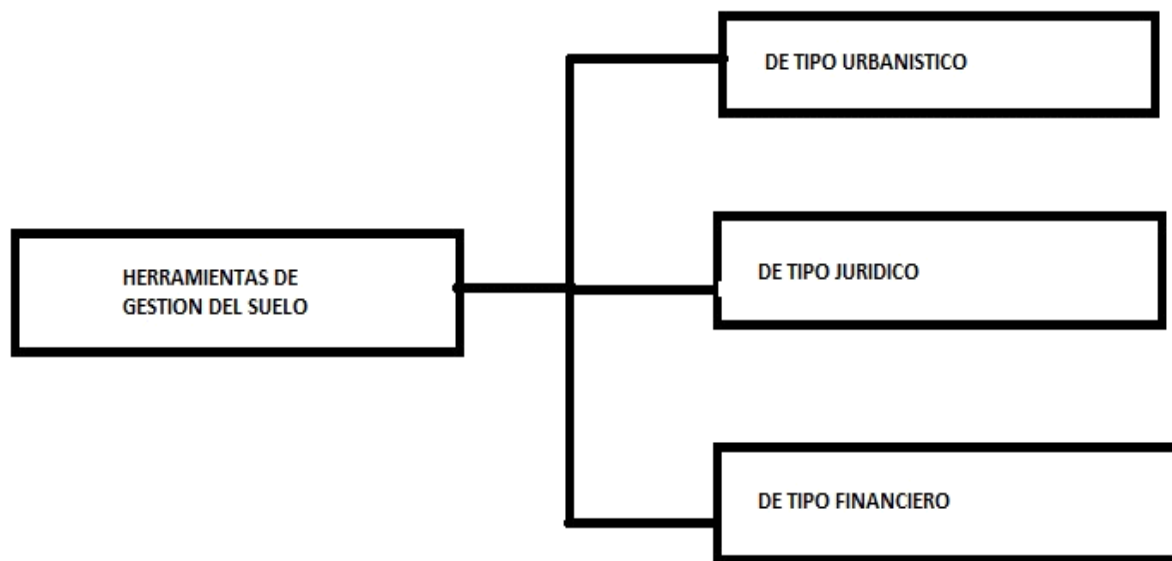 DE TIPO URBANISTICO
HERRAMIENTAS DE
GESTION DEL SUELO
DE TIPO JURIDICO
DE TIPO FINANCIERO